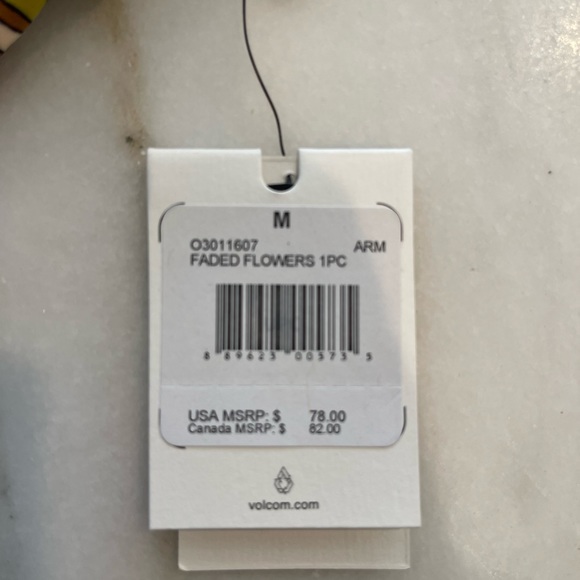 M
O3011607 ARM
FADED FLOWERS 1PC
8 89623 00573 5
USA MSRP: $ 78.00
Canada MSRP: $ 82.00
volcom.com